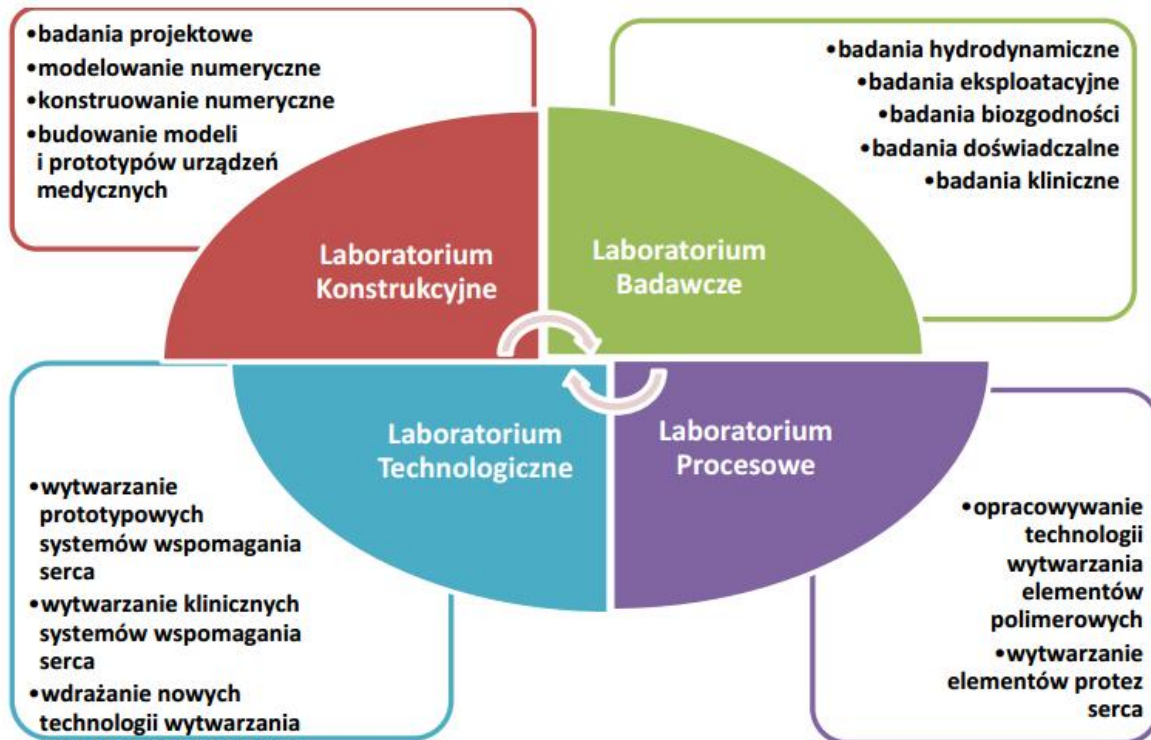 •badania projektowe
•modelowanie numeryczne
•konstruowanie numeryczne
•budowanie modeli
i prototypów urządzeń
medycznych
Laboratorium
Konstrukcyjne
•badania hydrodynamiczne
•badania eksploatacyjne
•badania biozgodności
•badania doświadczalne
•badania kliniczne
Laboratorium
Badawcze
Laboratorium
Technologiczne
•wytwarzanie
prototypowych
systemów wspomagania
serca
•wytwarzanie klinicznych
systemów wspomagania
serca
•wdrażanie nowych
technologii wytwarzania
Laboratorium
Procesowe
•opracowywanie
technologii
wytwarzania
elementów
polimerowych
•wytwarzanie
elementów protez
serca